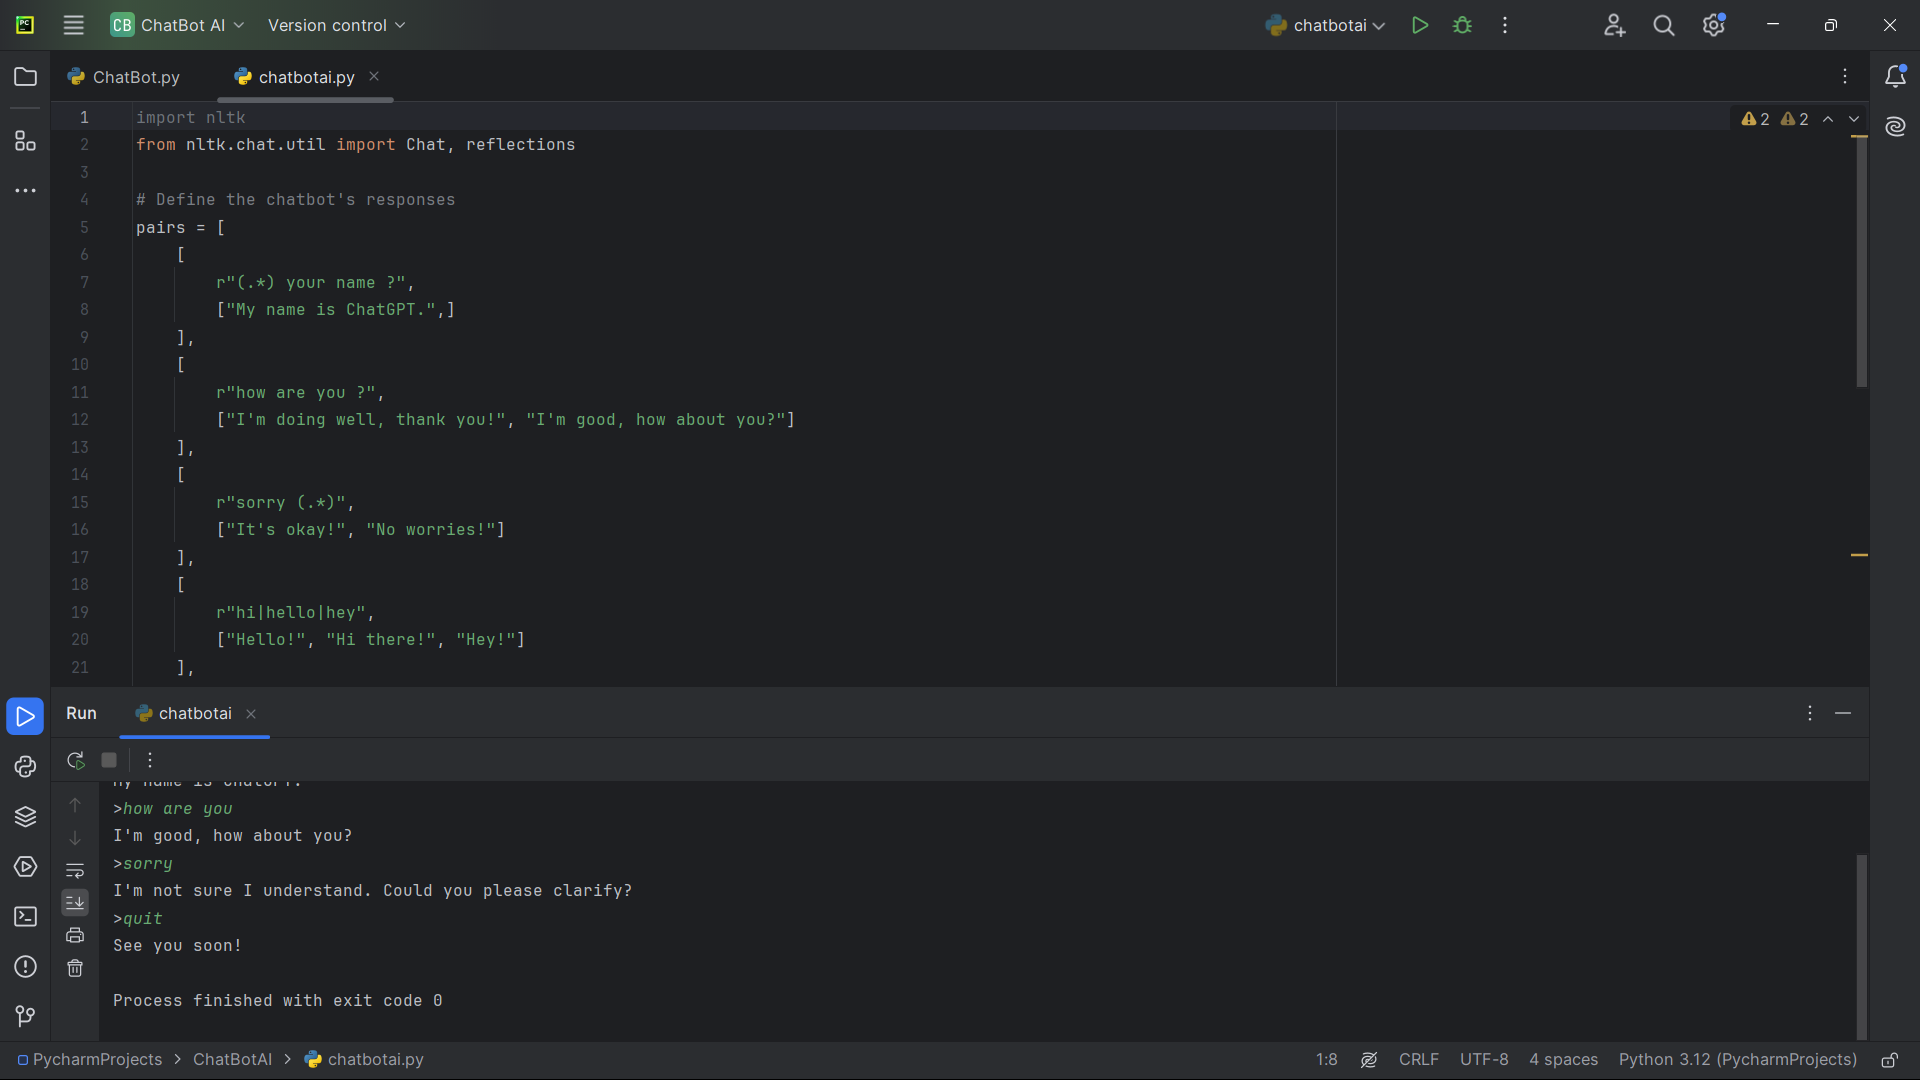 PC
CB ChatBot AI Version control chatbotai
ChatBot.py chatbotai.py
2 2
1 import nltk
2 from nltk.chat.util import Chat, reflections
3
4 # Define the chatbot's responses
5 pairs = [
6 [
7 r"(.*) your name ?",
8 ["My name is ChatGPT.",]
9 ],
10 [
11 r"how are you ?",
12 ["I'm doing well, thank you!", "I'm good, how about you?"]
13 ],
14 [
15 r"sorry (.*)",
16 ["It's okay!", "No worries!"]
17 ],
18 [
19 r"hi|hello|hey",
20 ["Hello!", "Hi there!", "Hey!"]
21 ],
Run chatbotai
My name is ChatGPT.
>how are you
I'm good, how about you?
>sorry
I'm not sure I understand. Could you please clarify?
>quit
See you soon!
Process finished with exit code 0
PycharmProjects > ChatBotAI > chatbotai.py 1:8 CRLF UTF-8 4 spaces Python 3.12 (PycharmProjects)